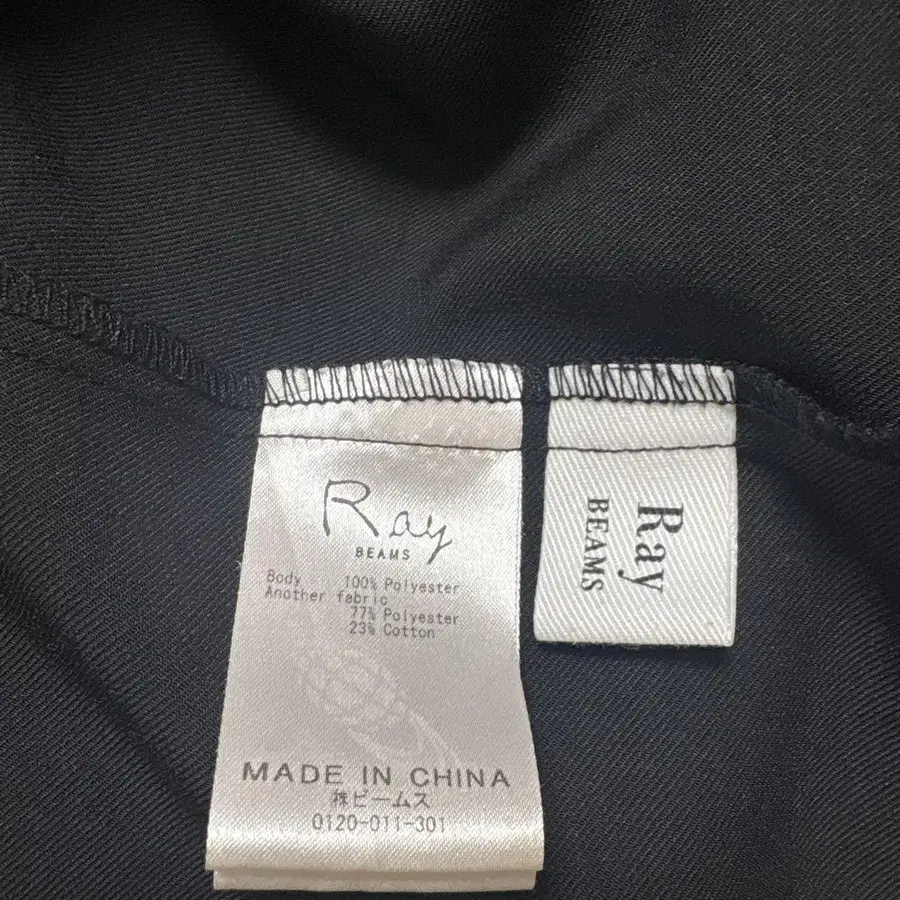 Ray
BEAMS
Body 100% Polyester
Another fabric
77% Polyester
23% Cotton
MADE IN CHINA
株ビームス
0120-011-301
Ray
BEAMS